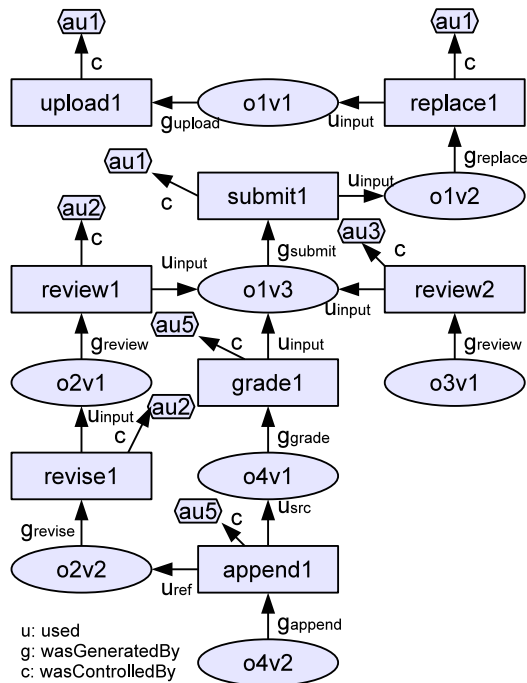 au1
au1
c
c
upload1
o1v1
replace1
gupload
uinput
greplace
au1
uinput
au2
c
submit1
o1v2
au3
c
gsubmit
c
uinput
review1
o1v3
uinput
review2
au5
uinput
greview
c
greview
o2v1
grade1
o3v1
uinput
au2
c
ggrade
revise1
o4v1
au5
c
usrc
grevise
o2v2
append1
uref
u: used
gappend
g: wasGeneratedBy
c: wasControlledBy
o4v2